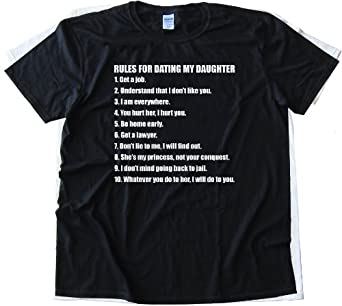 RULES FOR DATING MY DAUGHTER
1. Get a job.
2. Understand that I don't like you.
3. I am everywhere.
4. You hurt her, I hurt you.
5. Be home early.
6. Get a lawyer.
7. Don't lie to me, I will find out.
8. She's my princess, not your conquest.
9. I don't mind going back to jail.
10. Whatever you do to her, I will do to you.